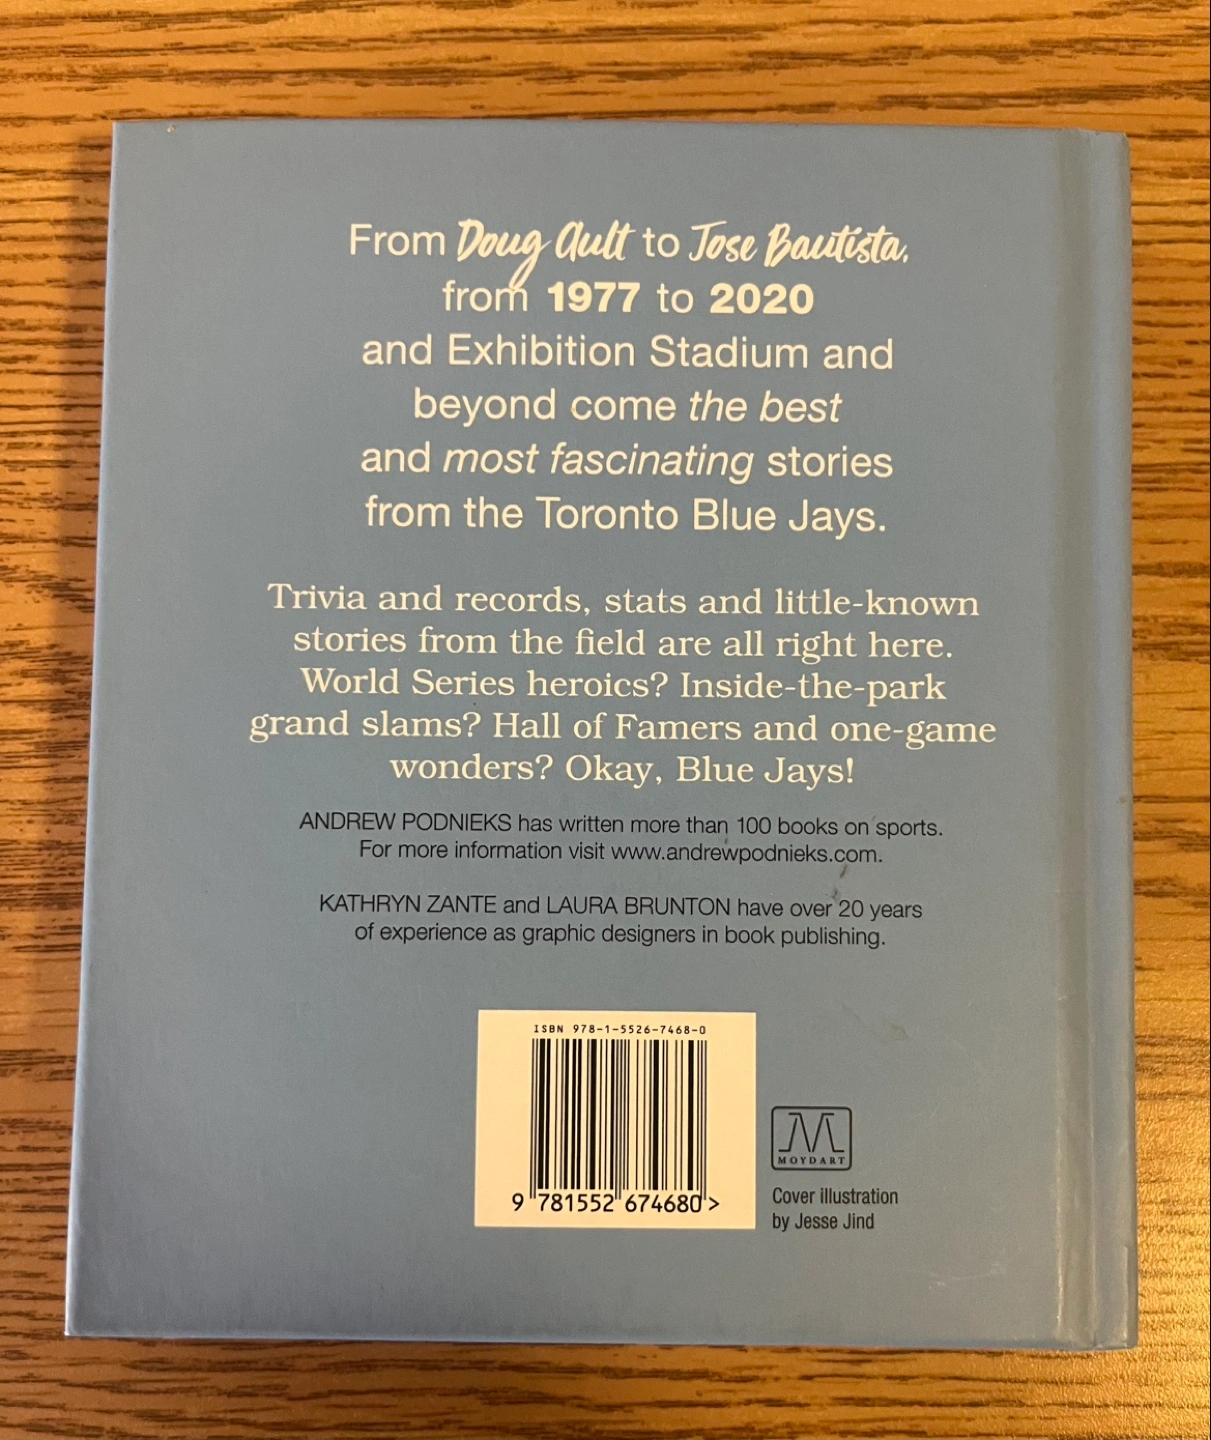 From Doug Ault to Jose Bautista,
from 1977 to 2020
and Exhibition Stadium and
beyond come the best
and most fascinating stories
from the Toronto Blue Jays.
Trivia and records, stats and little-known
stories from the field are all right here.
World Series heroics? Inside-the-park
grand slams? Hall of Famers and one-game
wonders? Okay, Blue Jays!
ANDREW PODNIEKS has written more than 100 books on sports.
For more information visit www.andrewpodnieks.com.
KATHRYN ZANTE and LAURA BRUNTON have over 20 years
of experience as graphic designers in book publishing.
ISBN 978-1-5526-7468-0
9 781552 674680 >
M
MOYDART
Cover illustration
by Jesse Jind